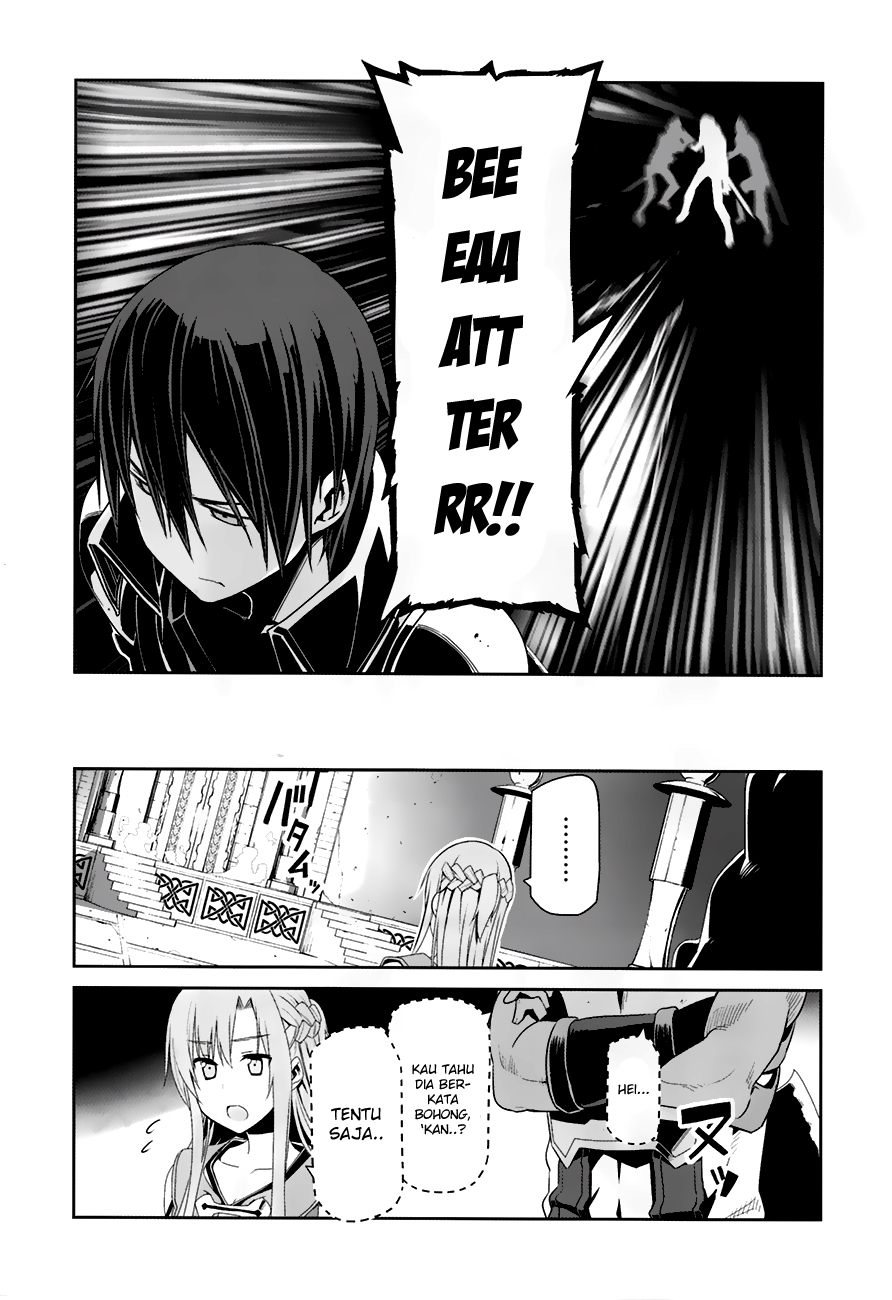 BEE
EAA
ATT
TER
RR!!
.........
バタムッ
HEI...
ヌッ
KAU TAHU
DIA BER-
KATA
BOHONG,
'KAN..?
TENTU
SAJA..